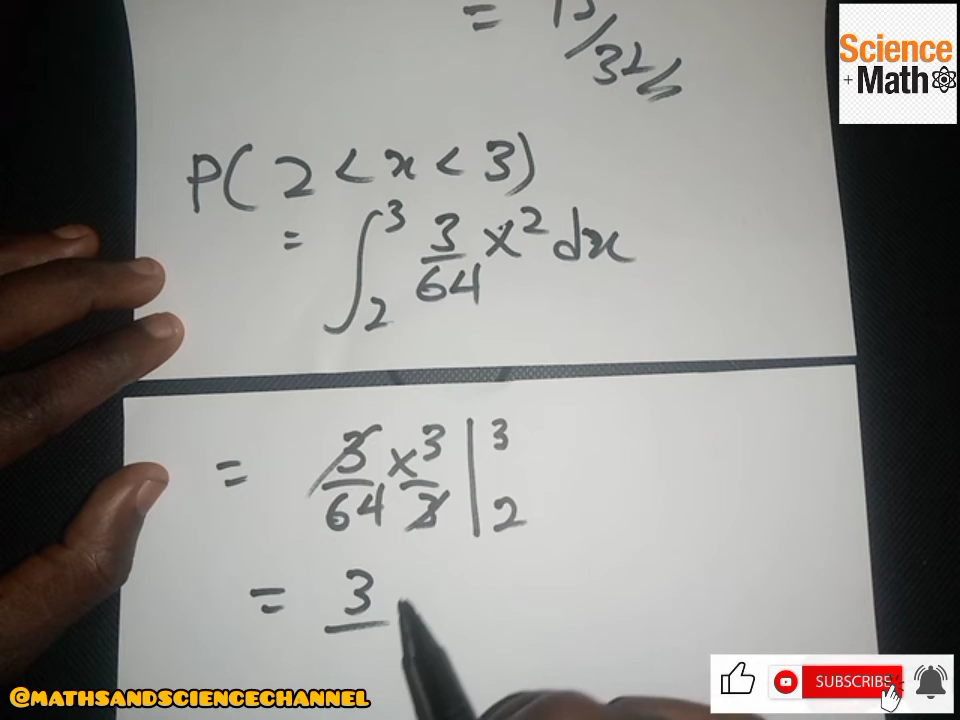 Science
+Math
P( 2 < x < 3)
= ∫₂³ 3/64 x² dx
= 3/64 x³/3 |₂³
= 3
SUBSCRIBE
@MATHSANDSCIENCECHANNEL